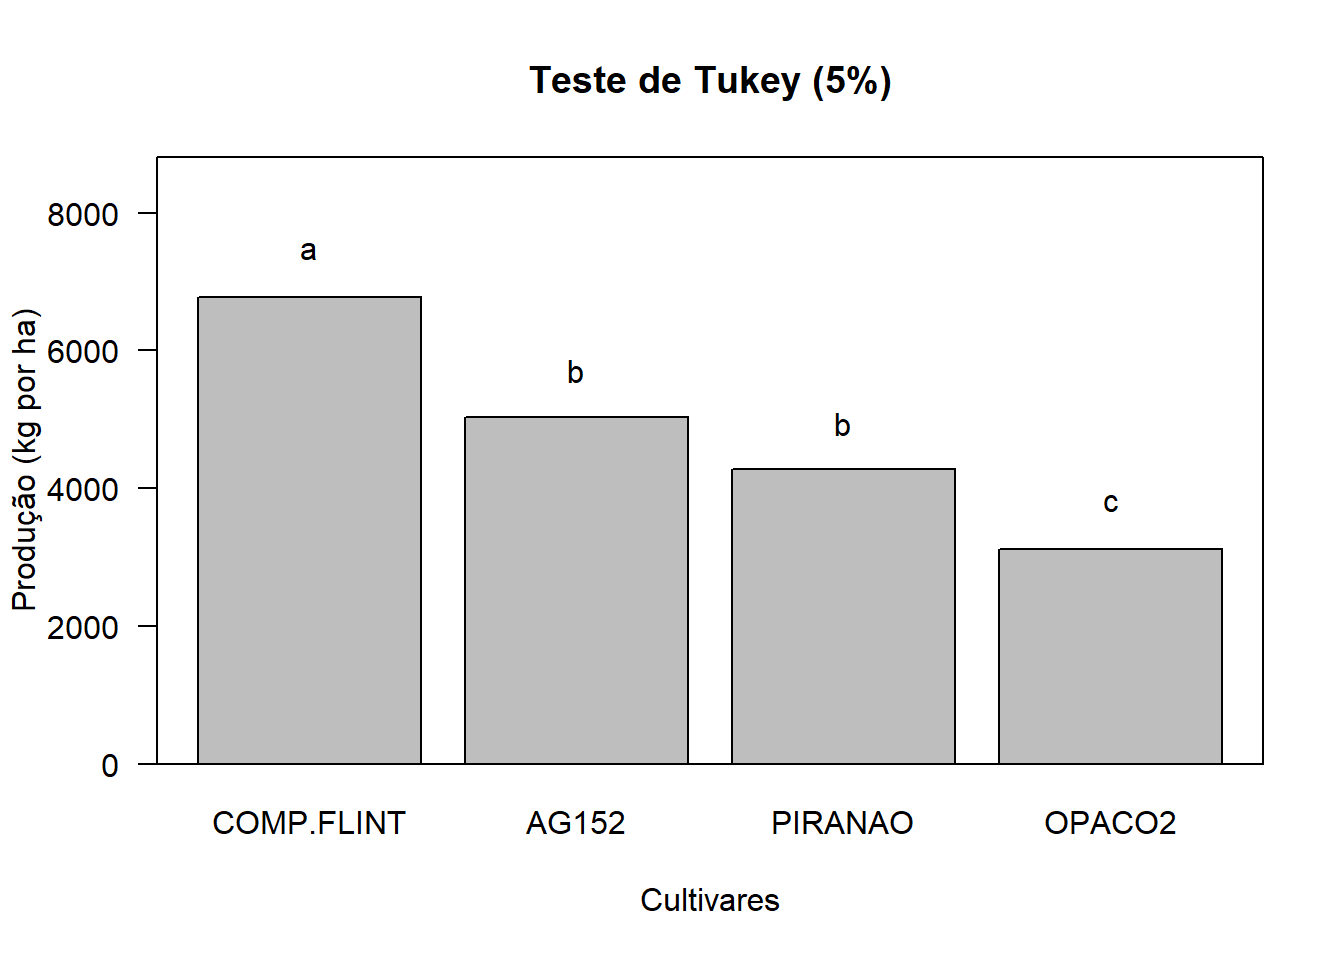 Teste de Tukey (5%)
Produção (kg por ha)
8000
6000
4000
2000
0
a
b
b
c
COMP.FLINT AG152 PIRANAO OPACO2
Cultivares